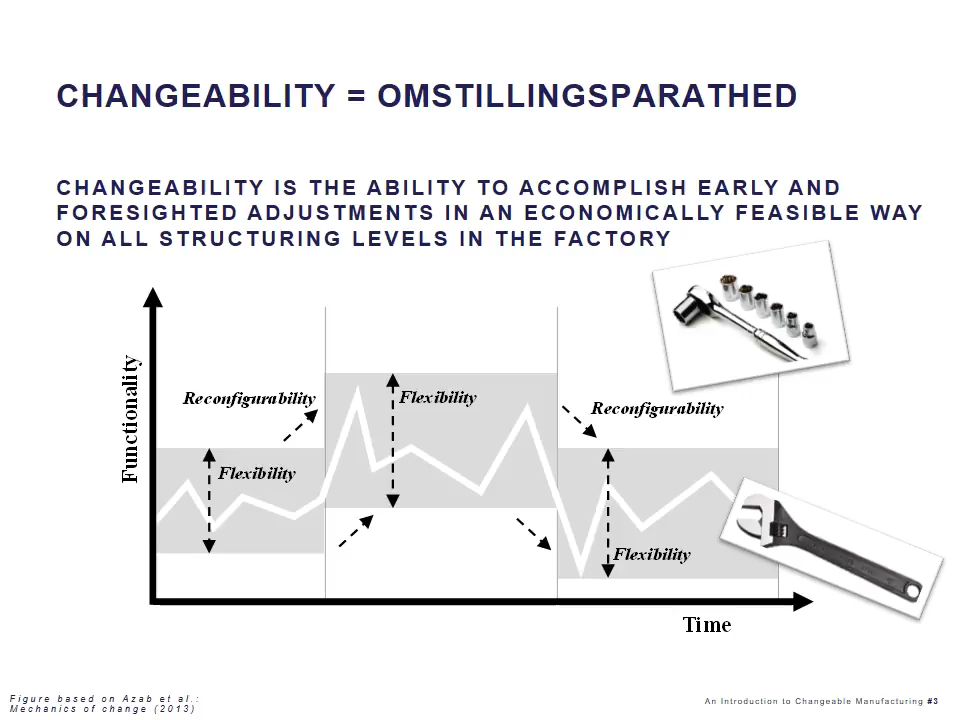 CHANGEABILITY = OMSTILLINGSPARATHED
CHANGEABILITY IS THE ABILITY TO ACCOMPLISH EARLY AND
FORESIGHTED ADJUSTMENTS IN AN ECONOMICALLY FEASIBLE WAY
ON ALL STRUCTURING LEVELS IN THE FACTORY
Functionality
Reconfigurability
Flexibility
Flexibility
Reconfigurability
Flexibility
Time
Figure based on Azab et al.:
Mechanics of change (2013)
An Introduction to Changeable Manufacturing #3